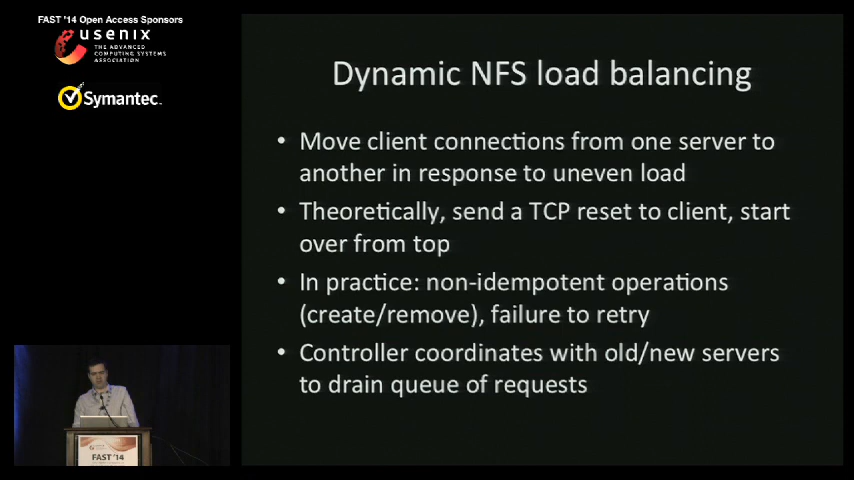 FAST '14 Open Access Sponsors
usenix
THE ADVANCED
COMPUTING SYSTEMS
ASSOCIATION
Symantec.
Dynamic NFS load balancing
• Move client connections from one server to
another in response to uneven load
• Theoretically, send a TCP reset to client, start
over from top
• In practice: non-idempotent operations
(create/remove), failure to retry
• Controller coordinates with old/new servers
to drain queue of requests
FAST '14